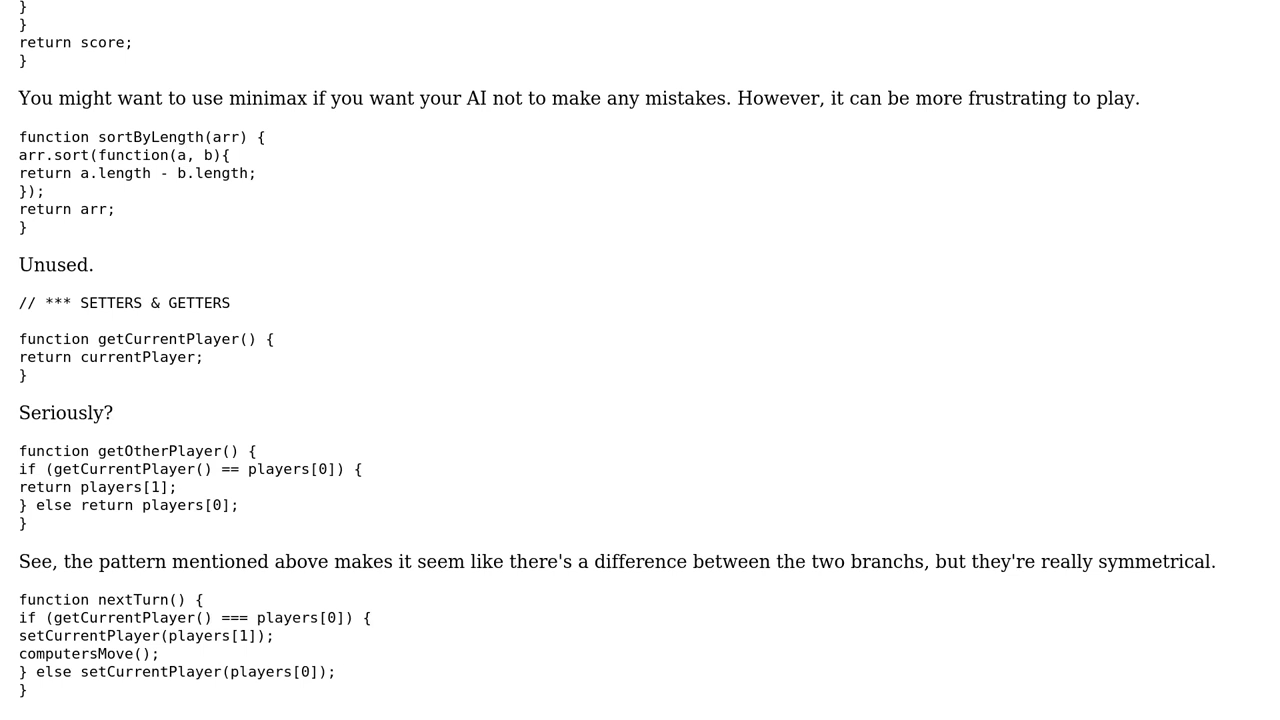 }
}
return score;
}
You might want to use minimax if you want your AI not to make any mistakes. However, it can be more frustrating to play.
function sortByLength(arr) {
arr.sort(function(a, b){
return a.length - b.length;
});
return arr;
}
Unused.
// *** SETTERS & GETTERS
function getCurrentPlayer() {
return currentPlayer;
}
Seriously?
function getOtherPlayer() {
if (getCurrentPlayer() == players[0]) {
return players[1];
} else return players[0];
}
See, the pattern mentioned above makes it seem like there's a difference between the two branchs, but they're really symmetrical.
function nextTurn() {
if (getCurrentPlayer() === players[0]) {
setCurrentPlayer(players[1]);
computersMove();
} else setCurrentPlayer(players[0]);
}